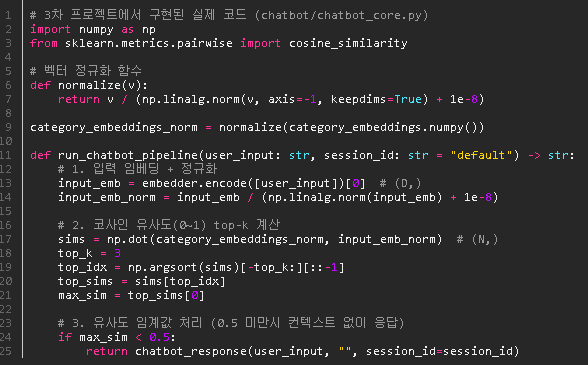 1 # 3차 프로젝트에서 구현된 실제 코드 (chatbot/chatbot_core.py)
2 import numpy as np
3 from sklearn.metrics.pairwise import cosine_similarity
4
5 # 벡터 정규화 함수
6 def normalize(v):
7     return v / (np.linalg.norm(v, axis=-1, keepdims=True) + 1e-8)
8
9 category_embeddings_norm = normalize(category_embeddings.numpy())
10
11 def run_chatbot_pipeline(user_input: str, session_id: str = "default") -> str:
12     # 1. 입력 임베딩 + 정규화
13     input_emb = embedder.encode([user_input])[0]  # (D,)
14     input_emb_norm = input_emb / (np.linalg.norm(input_emb) + 1e-8)
15
16     # 2. 코사인 유사도(0~1) top-k 계산
17     sims = np.dot(category_embeddings_norm, input_emb_norm)  # (N,)
18     top_k = 3
19     top_idx = np.argsort(sims)[-top_k:][::-1]
20     top_sims = sims[top_idx]
21     max_sim = top_sims[0]
22
23     # 3. 유사도 임계값 처리 (0.5 미만시 컨텍스트 없이 응답)
24     if max_sim < 0.5:
25         return chatbot_response(user_input, "", session_id=session_id)